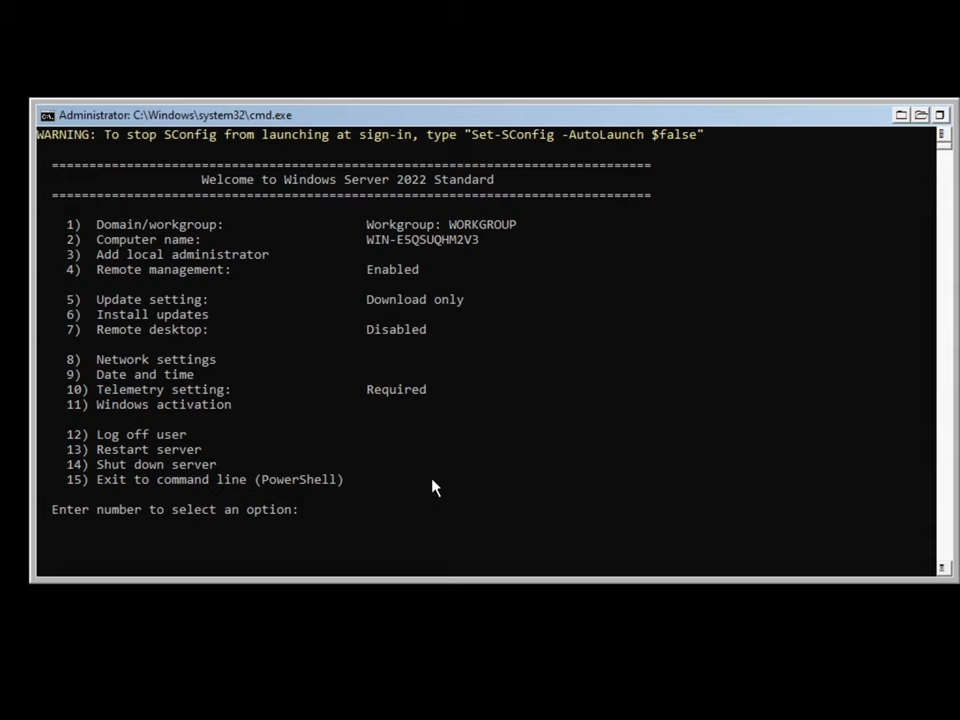 Administrator: C:\Windows\system32\cmd.exe
WARNING: To stop SConfig from launching at sign-in, type "Set-SConfig -AutoLaunch $false"
================================================================================
Welcome to Windows Server 2022 Standard
================================================================================
1) Domain/workgroup: Workgroup: WORKGROUP
2) Computer name: WIN-E5QSUQHM2V3
3) Add local administrator
4) Remote management: Enabled
5) Update setting: Download only
6) Install updates
7) Remote desktop: Disabled
8) Network settings
9) Date and time
10) Telemetry setting: Required
11) Windows activation
12) Log off user
13) Restart server
14) Shut down server
15) Exit to command line (PowerShell)
Enter number to select an option: